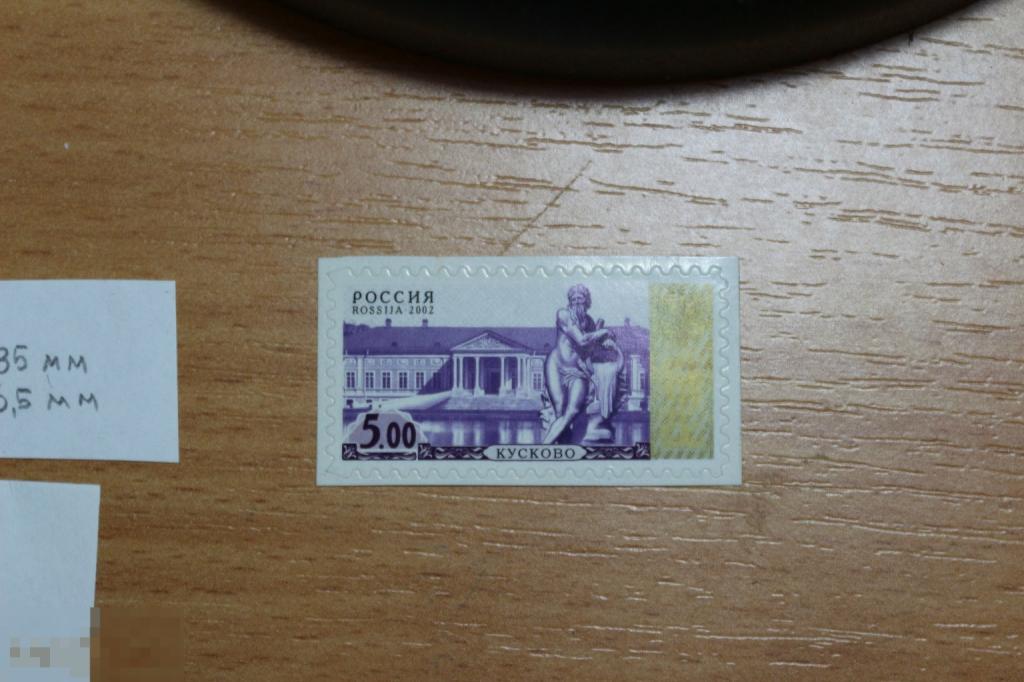 РОССИЯ
ROSSIJA 2002
5.00
КУСКОВО
35 мм
,5 мм